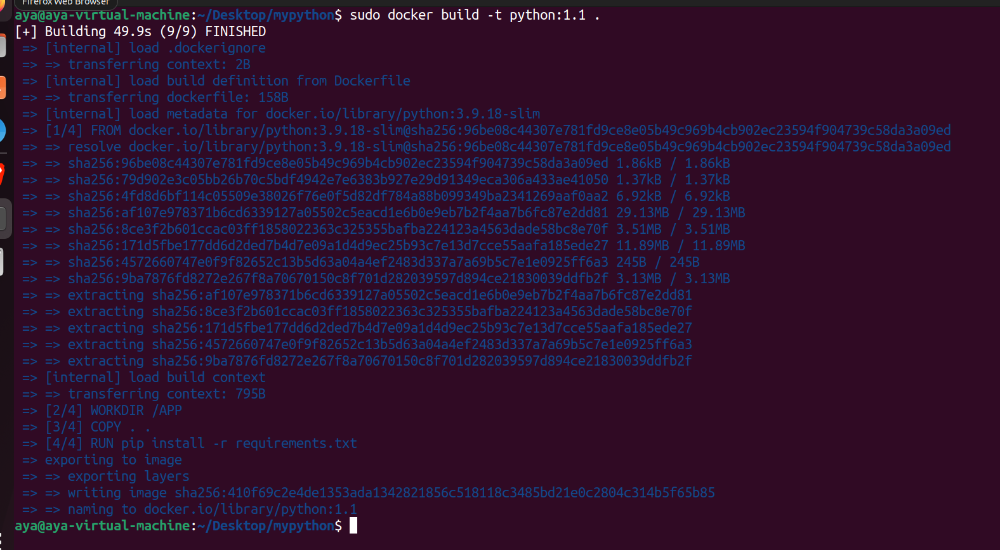 Firefox Web Browser
aya@aya-virtual-machine:~/Desktop/mypython$ sudo docker build -t python:1.1 .
[+] Building 49.9s (9/9) FINISHED
=> [internal] load .dockerignore
=> => transferring context: 2B
=> [internal] load build definition from Dockerfile
=> => transferring dockerfile: 158B
=> [internal] load metadata for docker.io/library/python:3.9.18-slim
=> [1/4] FROM docker.io/library/python:3.9.18-slim@sha256:96be08c44307e781fd9ce8e05b49c969b4cb902ec23594f904739c58da3a09ed
=> => resolve docker.io/library/python:3.9.18-slim@sha256:96be08c44307e781fd9ce8e05b49c969b4cb902ec23594f904739c58da3a09ed
=> => sha256:96be08c44307e781fd9ce8e05b49c969b4cb902ec23594f904739c58da3a09ed 1.86kB / 1.86kB
=> => sha256:79d902e3c05bb26b70c5bdf4942e7e6383b927e29d91349eca306a433ae41050 1.37kB / 1.37kB
=> => sha256:4fd8d6bf114c05509e38026f76e0f5d82df784a88b099349ba2341269aaf0aa2 6.92kB / 6.92kB
=> => sha256:af107e978371b6cd6339127a05502c5eacd1e6b0e9eb7b2f4aa7b6fc87e2dd81 29.13MB / 29.13MB
=> => sha256:8ce3f2b601ccac03ff1858022363c325355bafba224123a4563dade58bc8e70f 3.51MB / 3.51MB
=> => sha256:171d5fbe177dd6d2ded7b4d7e09a1d4d9ec25b93c7e13d7cce55aafa185ede27 11.89MB / 11.89MB
=> => sha256:4572660747e0f9f82652c13b5d63a04a4ef2483d337a7a69b5c7e1e0925ff6a3 245B / 245B
=> => sha256:9ba7876fd8272e267f8a70670150c8f701d282039597d894ce21830039ddfb2f 3.13MB / 3.13MB
=> => extracting sha256:af107e978371b6cd6339127a05502c5eacd1e6b0e9eb7b2f4aa7b6fc87e2dd81
=> => extracting sha256:8ce3f2b601ccac03ff1858022363c325355bafba224123a4563dade58bc8e70f
=> => extracting sha256:171d5fbe177dd6d2ded7b4d7e09a1d4d9ec25b93c7e13d7cce55aafa185ede27
=> => extracting sha256:4572660747e0f9f82652c13b5d63a04a4ef2483d337a7a69b5c7e1e0925ff6a3
=> => extracting sha256:9ba7876fd8272e267f8a70670150c8f701d282039597d894ce21830039ddfb2f
=> [internal] load build context
=> => transferring context: 795B
=> [2/4] WORKDIR /APP
=> [3/4] COPY . .
=> [4/4] RUN pip install -r requirements.txt
=> exporting to image
=> => exporting layers
=> => writing image sha256:410f69c2e4de1353ada1342821856c518118c3485bd21e0c2804c314b5f65b85
=> => naming to docker.io/library/python:1.1
aya@aya-virtual-machine:~/Desktop/mypython$